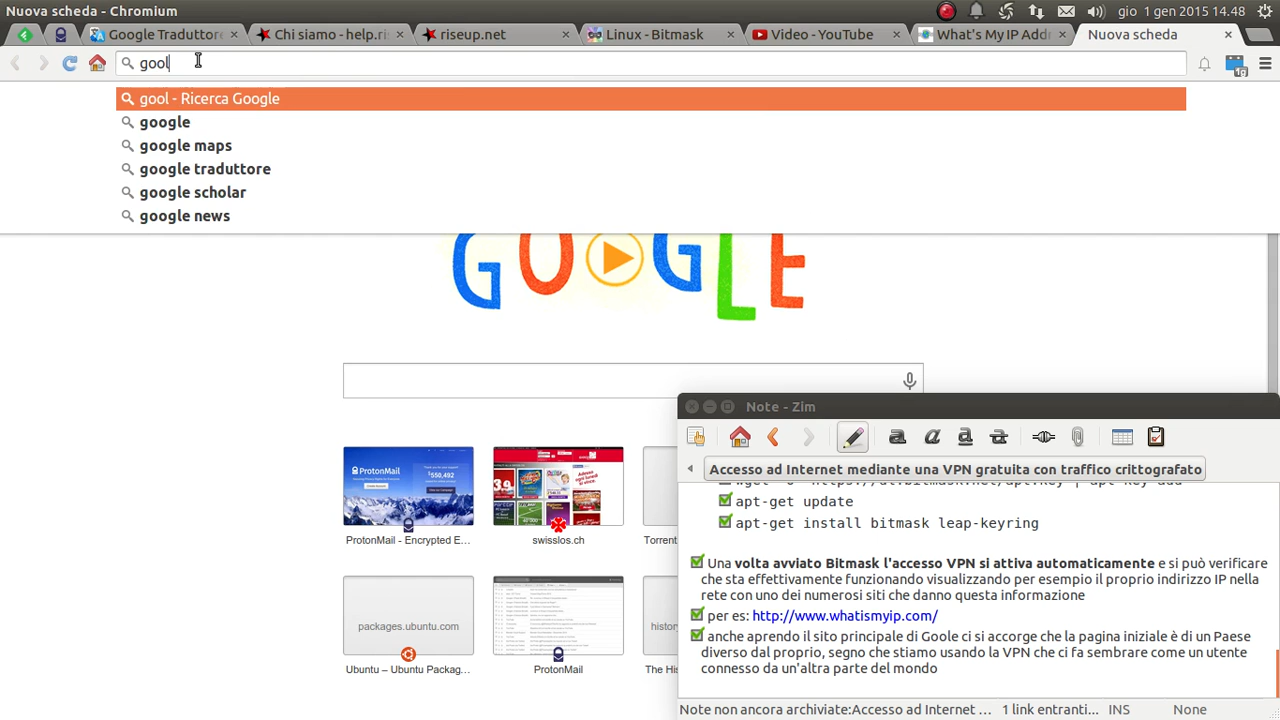 Nuova scheda - Chromium
gio 1 gen 2015 14.48
Google Traduttore
Chi siamo - help.ri
riseup.net
Linux - Bitmask
Video - YouTube
What's My IP Addr
Nuova scheda
gool
gool - Ricerca Google
google
google maps
google traduttore
google scholar
google news
GOOGLE
Note - Zim
Accesso ad Internet mediante una VPN gratuita con traffico crittografato
apt-get update
apt-get install bitmask leap-keyring
Una volta avviato Bitmask l'accesso VPN si attiva automaticamente e si può verificare
che sta effettivamente funzionando visualizzando per esempio il proprio indirizzo IP nella
rete con uno dei numerosi siti che danno questa informazione
per es: http://www.whatismyip.com/
anche aprendo il sito principale di Goole ci si accorge che la pagina iniziale è di un paese
diverso dal proprio, segno che stiamo usando la VPN che ci fa sembrare come un utente
connesso da un'altra parte del mondo
Note non ancora archiviate:Accesso ad Internet ... 1 link entranti... INS None
ProtonMail
550,492
ProtonMail - Encrypted E...
swisslos.ch
Torrent
packages.ubuntu.com
histor
Ubuntu – Ubuntu Packag...
ProtonMail
The His